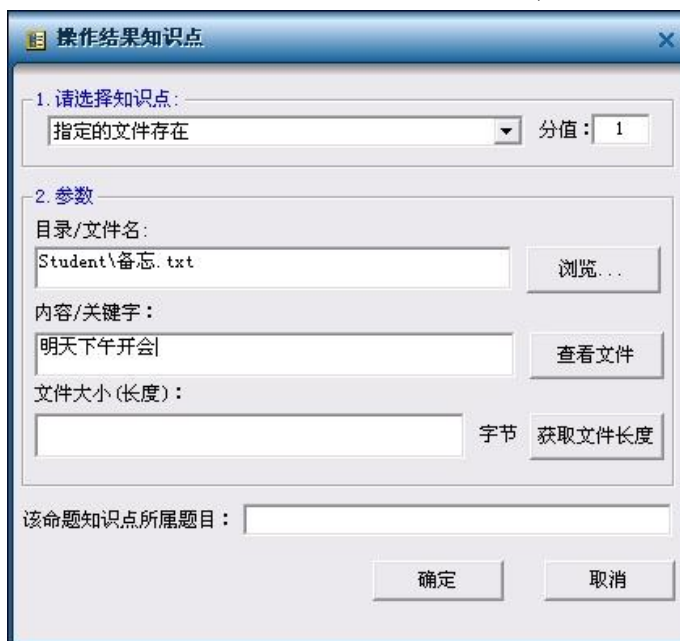 操作结果知识点
1.请选择知识点:
指定的文件存在
分值：
1
2.参数
目录/文件名:
Student\备忘.txt
浏览...
内容/关键字：
明天下午开会
查看文件
文件大小(长度)：
字节
获取文件长度
该命题知识点所属题目：
确定
取消